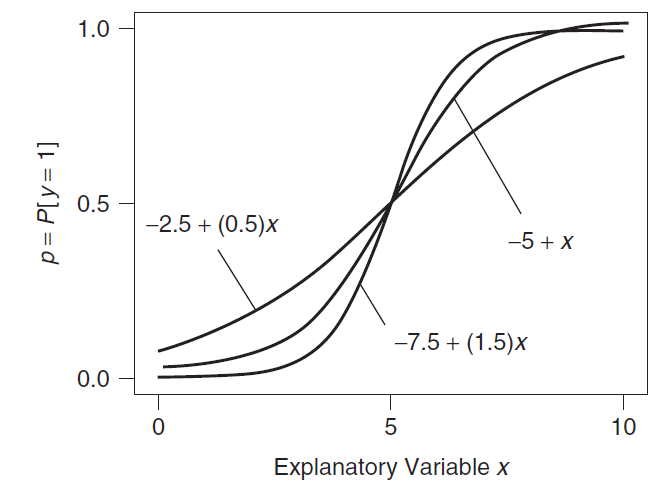 1.0
0.5
0.0
p = P[y = 1]
−2.5 + (0.5)x
−5 + x
−7.5 + (1.5)x
0 5 10
Explanatory Variable x